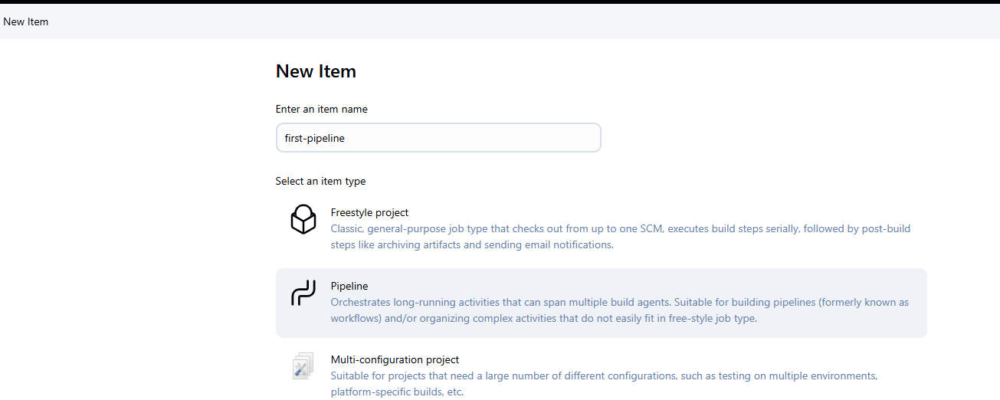 New Item
New Item
Enter an item name
first-pipeline
Select an item type
Freestyle project
Classic, general-purpose job type that checks out from up to one SCM, executes build steps serially, followed by post-build
steps like archiving artifacts and sending email notifications.
Pipeline
Orchestrates long-running activities that can span multiple build agents. Suitable for building pipelines (formerly known as
workflows) and/or organizing complex activities that do not easily fit in free-style job type.
Multi-configuration project
Suitable for projects that need a large number of different configurations, such as testing on multiple environments,
platform-specific builds, etc.